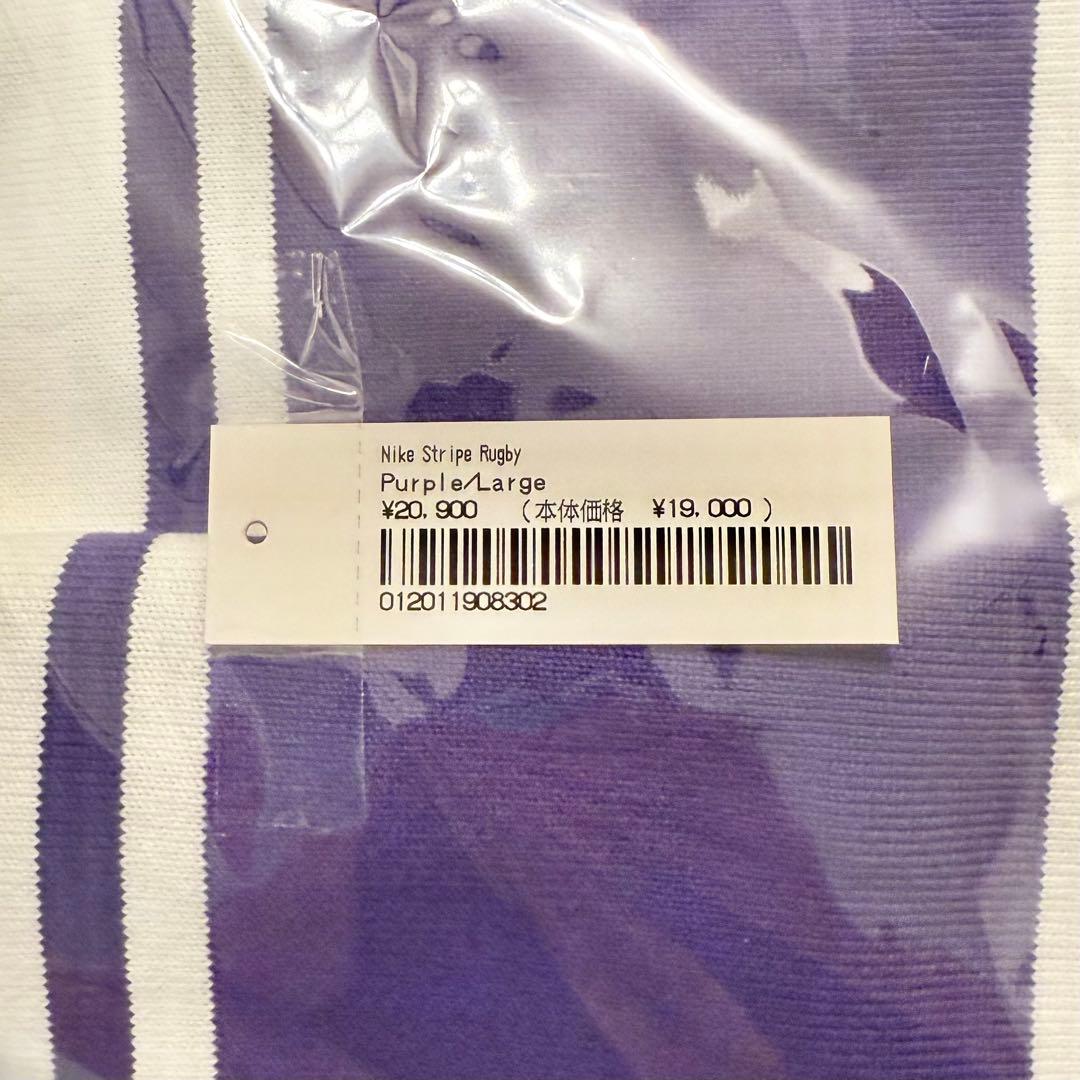 Nike Stripe Rugby
Purple/Large
¥20,900 (本体価格 ¥19,000 )
012011908302